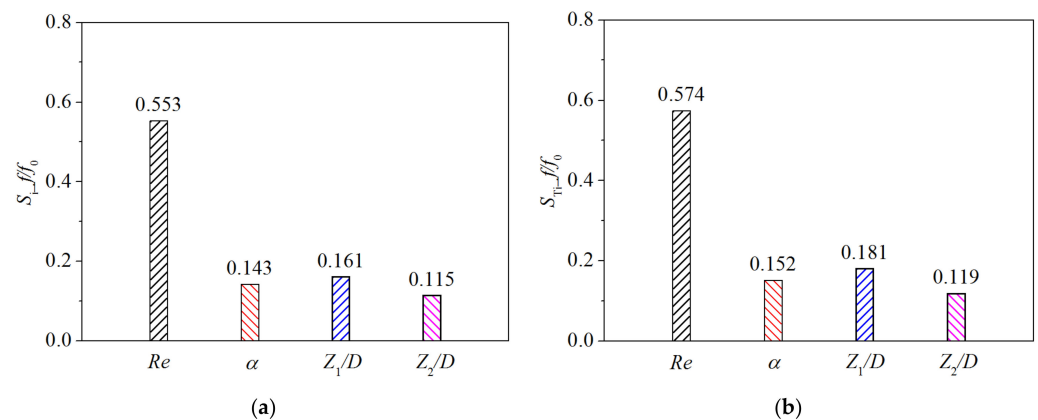 0.8
0.6
0.4
0.2
0.0
S_i_f/f_0
0.553
0.143
0.161
0.115
Re
α
Z_1/D
Z_2/D
(a)
0.8
0.6
0.4
0.2
0.0
S_Ti_f/f_0
0.574
0.152
0.181
0.119
Re
α
Z_1/D
Z_2/D
(b)